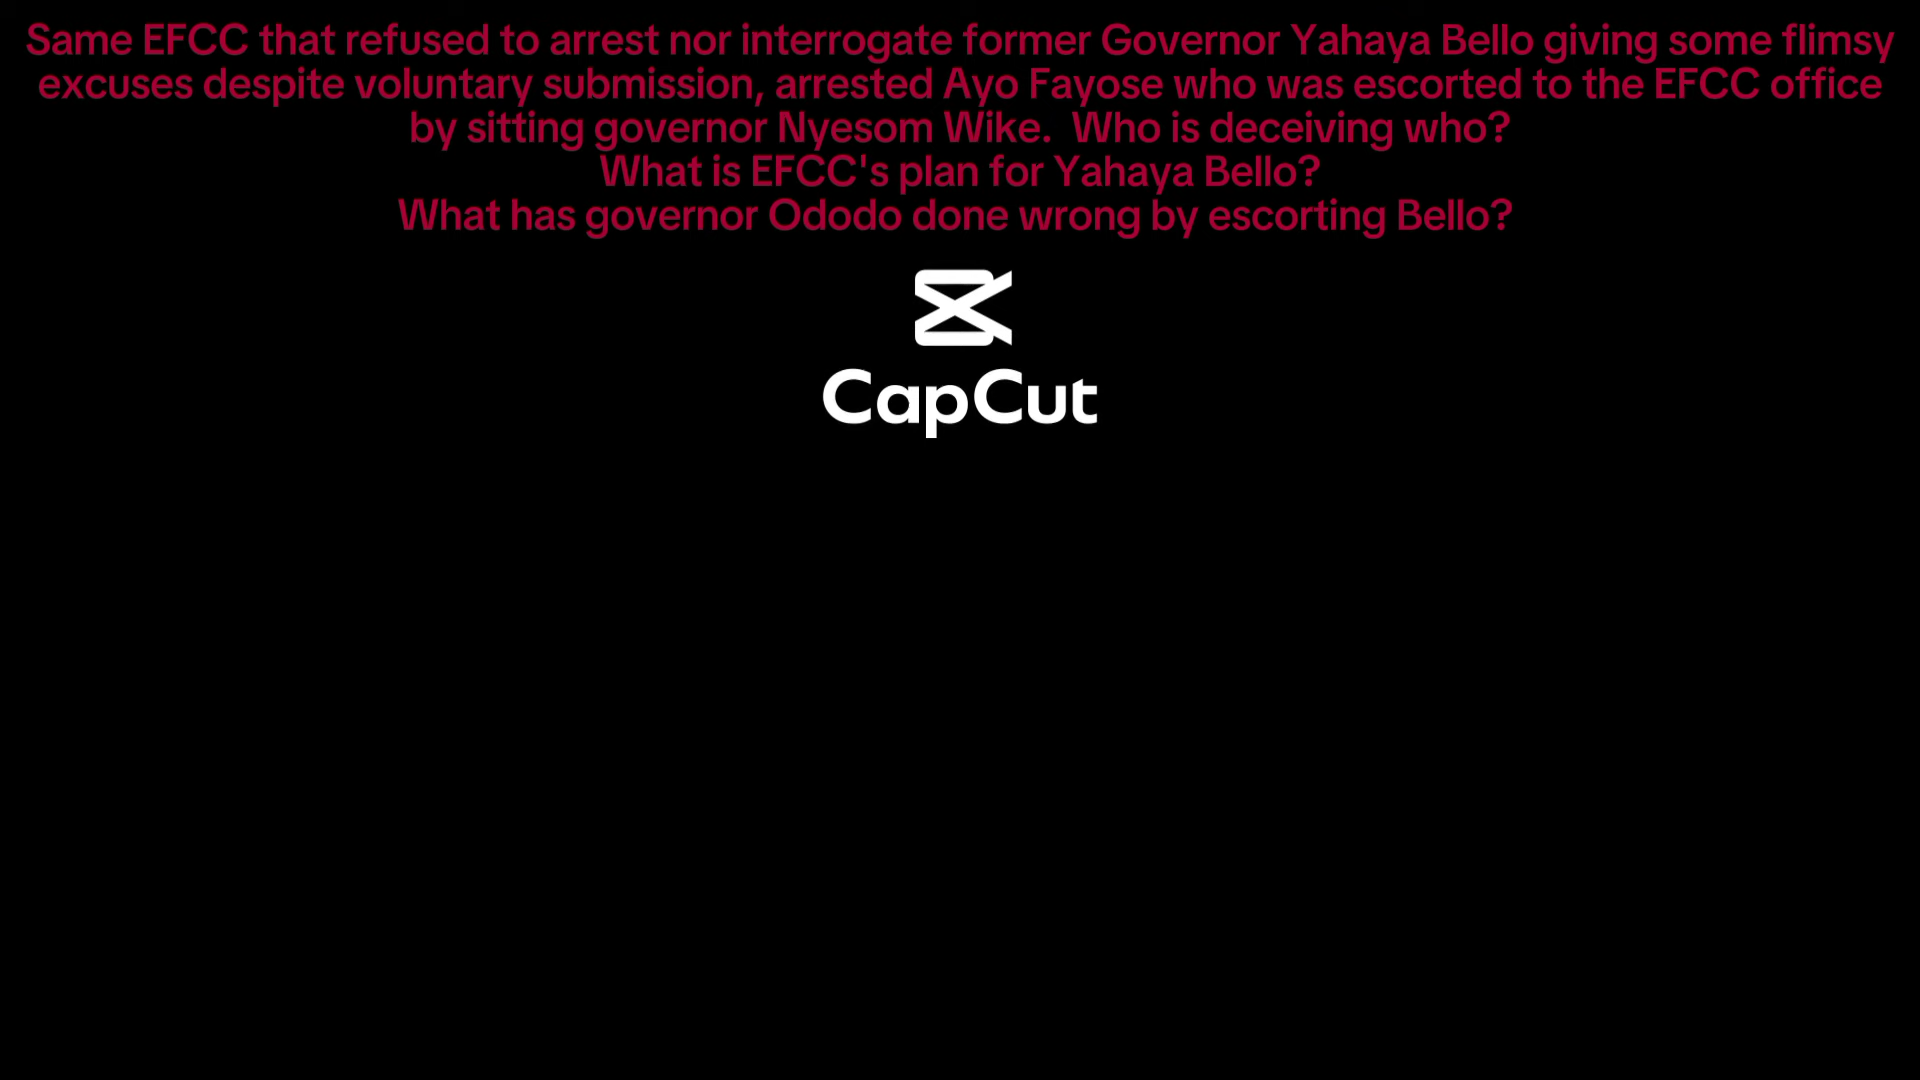 Same EFCC that refused to arrest nor interrogate former Governor Yahaya Bello giving some flimsy
excuses despite voluntary submission, arrested Ayo Fayose who was escorted to the EFCC office
by sitting governor Nyesom Wike.  Who is deceiving who?
What is EFCC's plan for Yahaya Bello?
What has governor Ododo done wrong by escorting Bello?
CapCut